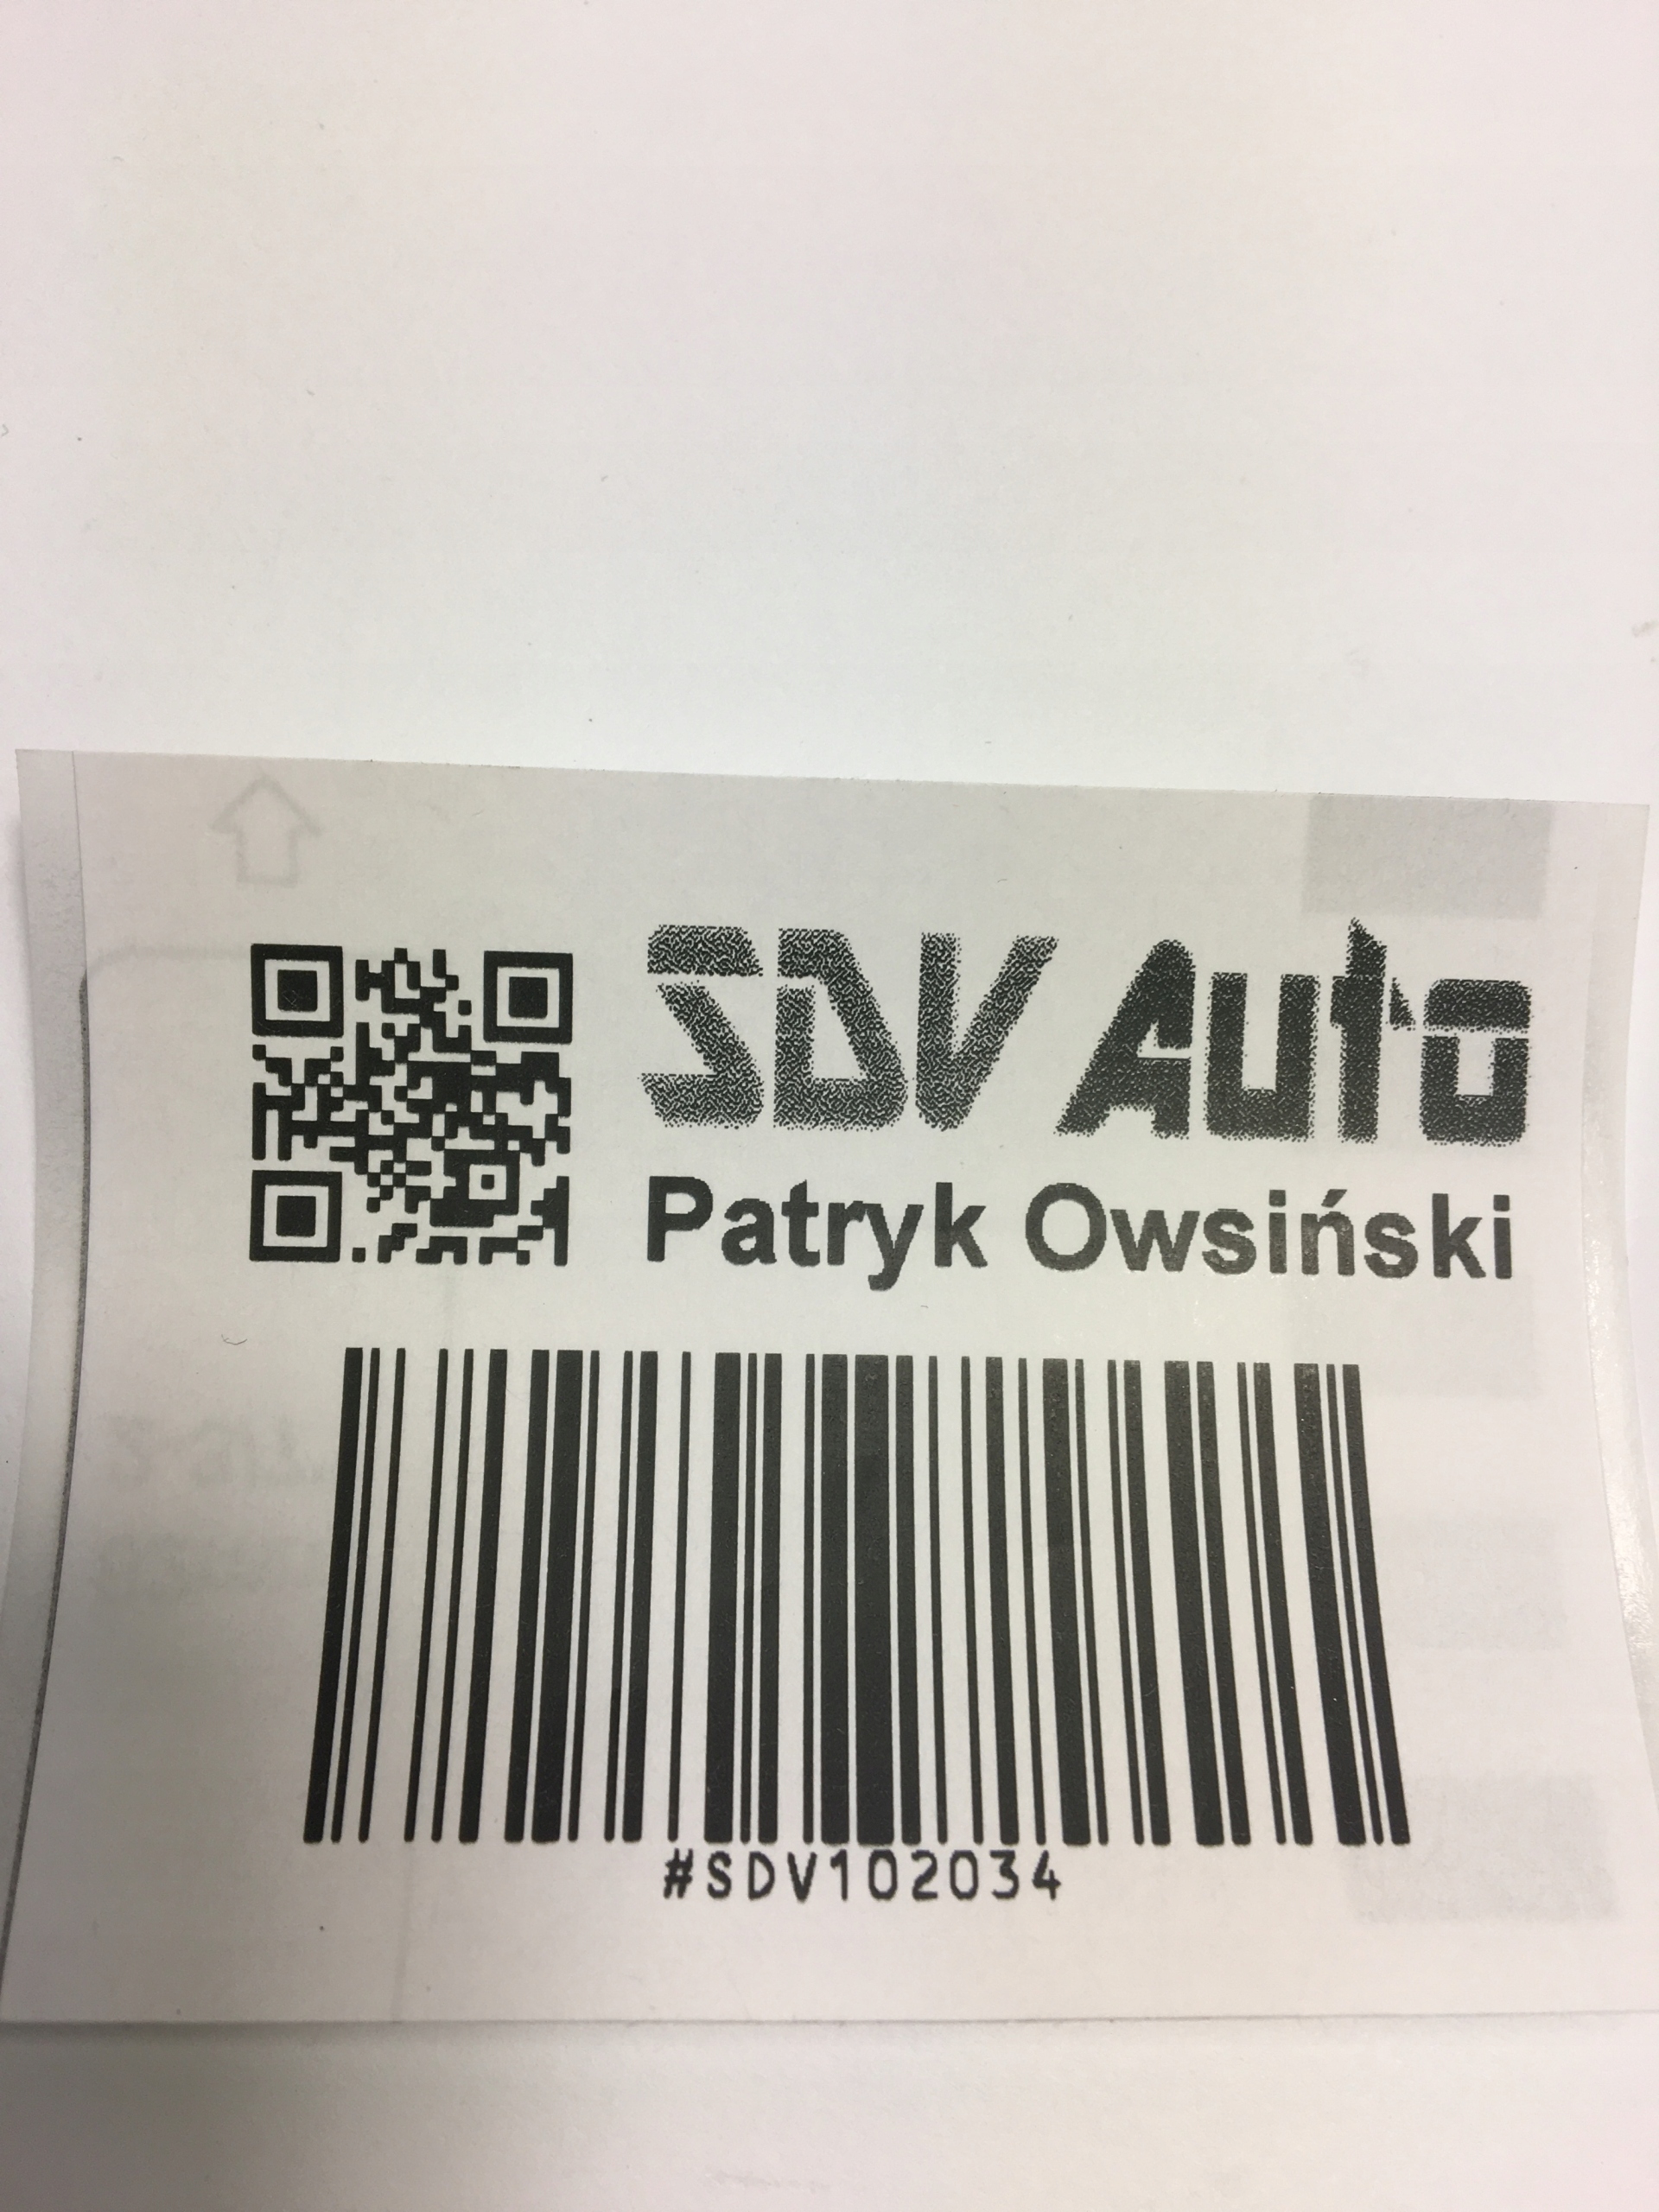 SDV Auto
Patryk Owsiński
#SDV102034